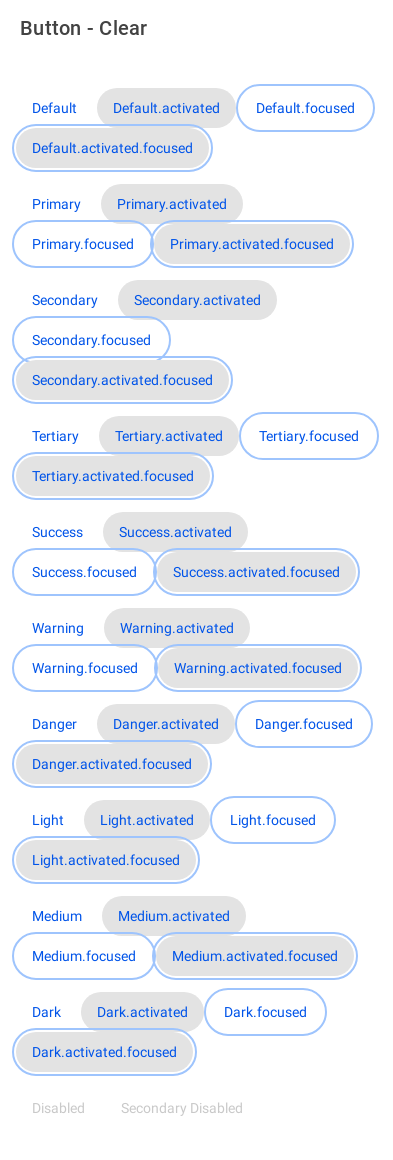 Button - Clear
Default Default.activated Default.focused
Default.activated.focused
Primary Primary.activated
Primary.focused Primary.activated.focused
Secondary Secondary.activated
Secondary.focused
Secondary.activated.focused
Tertiary Tertiary.activated Tertiary.focused
Tertiary.activated.focused
Success Success.activated
Success.focused Success.activated.focused
Warning Warning.activated
Warning.focused Warning.activated.focused
Danger Danger.activated Danger.focused
Danger.activated.focused
Light Light.activated Light.focused
Light.activated.focused
Medium Medium.activated
Medium.focused Medium.activated.focused
Dark Dark.activated Dark.focused
Dark.activated.focused
Disabled Secondary Disabled